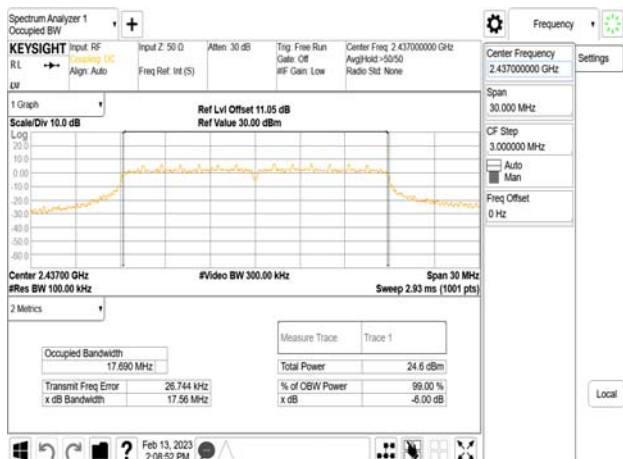 Spectrum Analyzer 1
Occupied BW
Frequency
KEYSIGHT
Input: RF
Coupling: DC
Align: Auto
Input Z: 50 Ω
Freq Ref: Int (S)
Atten: 30 dB
Trig: Free Run
Gate: Off
#IF Gain: Low
Center Freq: 2.437000000 GHz
Avg|Hold:>50/50
Radio Std: None
RL
Center Frequency
2.437000000 GHz
Settings
Span
30.000 MHz
CF Step
3.000000 MHz
Auto
Man
Freq Offset
0 Hz
Local
1 Graph
Scale/Div 10.0 dB
Ref Lvl Offset 11.05 dB
Ref Value 30.00 dBm
Log
20.0
10.0
0.00
-10.0
-20.0
-30.0
-40.0
-50.0
-60.0
Center 2.43700 GHz
#Res BW 100.00 kHz
#Video BW 300.00 kHz
Span 30 MHz
Sweep 2.93 ms (1001 pts)
2 Metrics
Measure Trace Trace 1
Occupied Bandwidth
17.690 MHz
Total Power 24.6 dBm
Transmit Freq Error 26.744 kHz
% of OBW Power 99.00 %
x dB Bandwidth 17.56 MHz
x dB -6.00 dB
Feb 13, 2023
2:08:52 PM